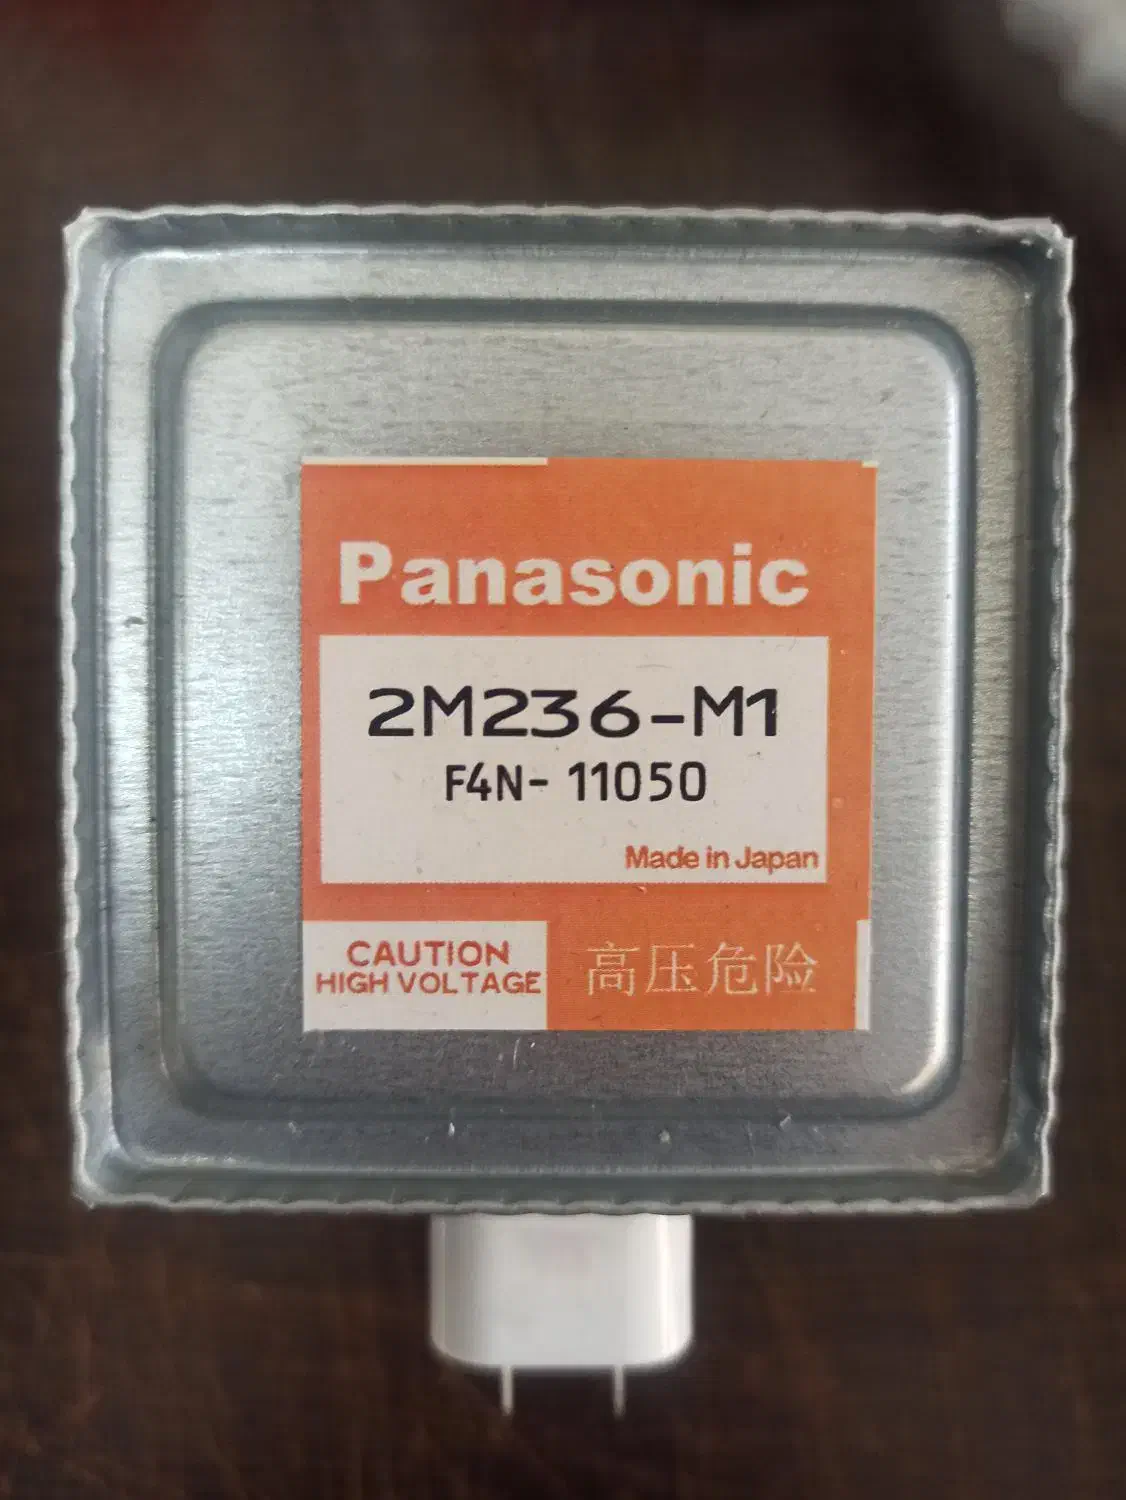 Panasonic
2M236-M1
F4N- 11050
Made in Japan
CAUTION
HIGH VOLTAGE
高压危险